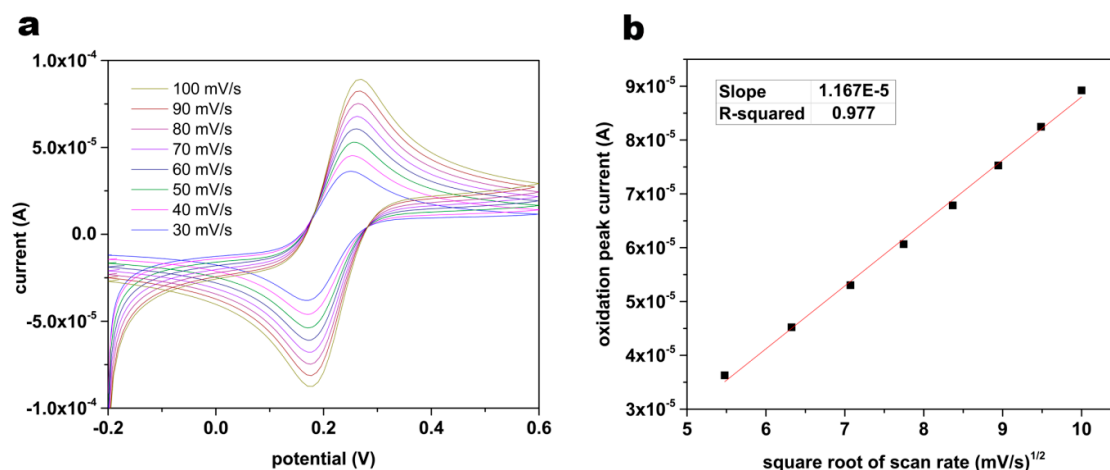 a
1.0x10⁻⁴
5.0x10⁻⁵
0.0
-5.0x10⁻⁵
-1.0x10⁻⁴
current (A)
100 mV/s
90 mV/s
80 mV/s
70 mV/s
60 mV/s
50 mV/s
40 mV/s
30 mV/s
-0.2 0.0 0.2 0.4 0.6
potential (V)
b
9x10⁻⁵
8x10⁻⁵
7x10⁻⁵
6x10⁻⁵
5x10⁻⁵
4x10⁻⁵
3x10⁻⁵
oxidation peak current (A)
Slope 1.167E-5
R-squared 0.977
5 6 7 8 9 10
square root of scan rate (mV/s)¹/²